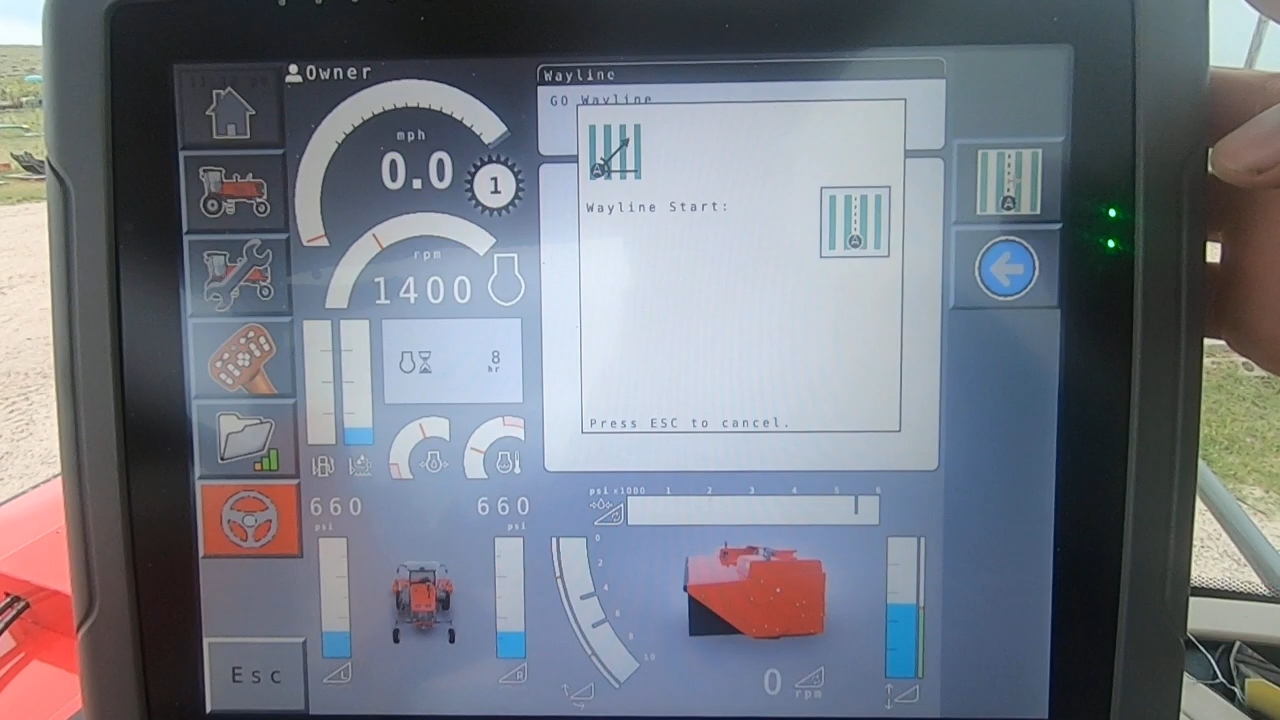 Owner
Wayline
GO Wayline
mph
0.0
1
A
Wayline Start:
A
A
rpm
1400
8
hr
Press ESC to cancel.
660
psi
660
psi
psi x1000 1 2 3 4 5 6
0
2
4
6
8
10
L
R
0
rpm
Esc